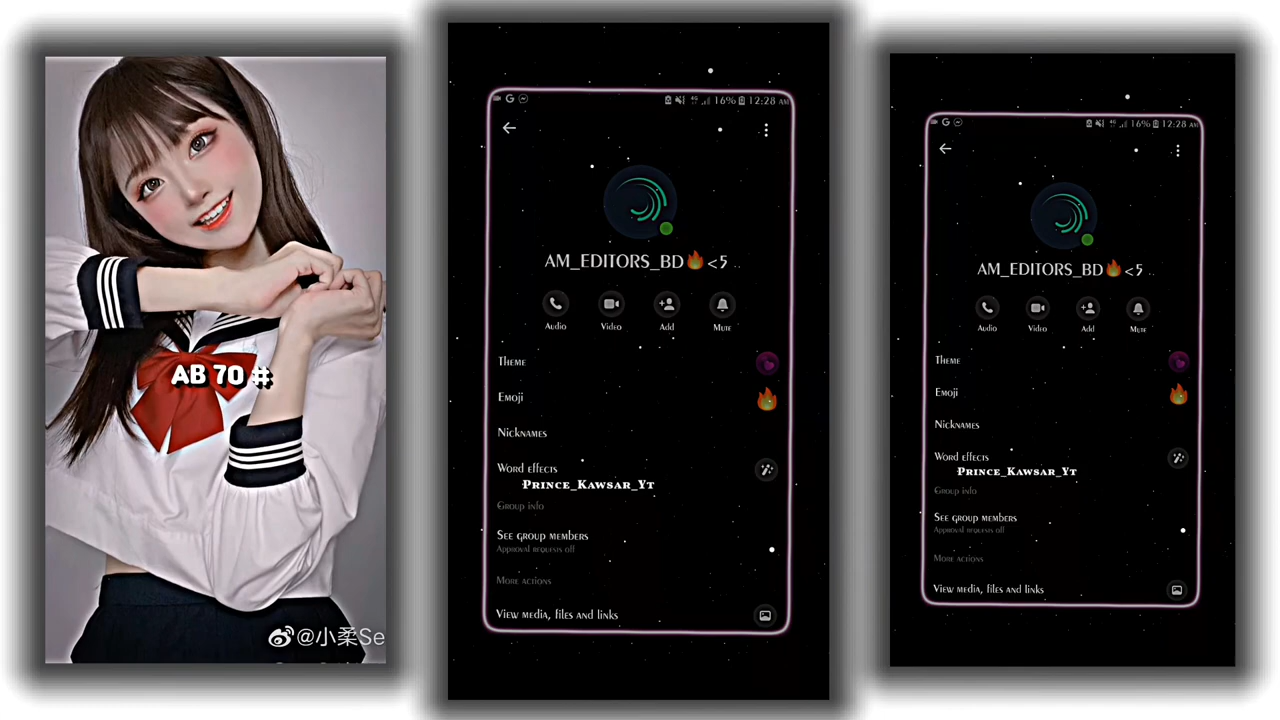 AB 70 #
@小柔Se
16% 12:28 AM
AM_EDITORS_BD🔥<5
Audio Video Add Mute
Theme
Emoji
Nicknames
Word effects
Prince_Kawsar_Yt
Group info
See group members
Approval requests off
More actions
View media, files and links
16% 12:28 AM
AM_EDITORS_BD🔥<5
Audio Video Add Mute
Theme
Emoji
Nicknames
Word effects
Prince_Kawsar_Yt
Group info
See group members
Approval requests off
More actions
View media, files and links